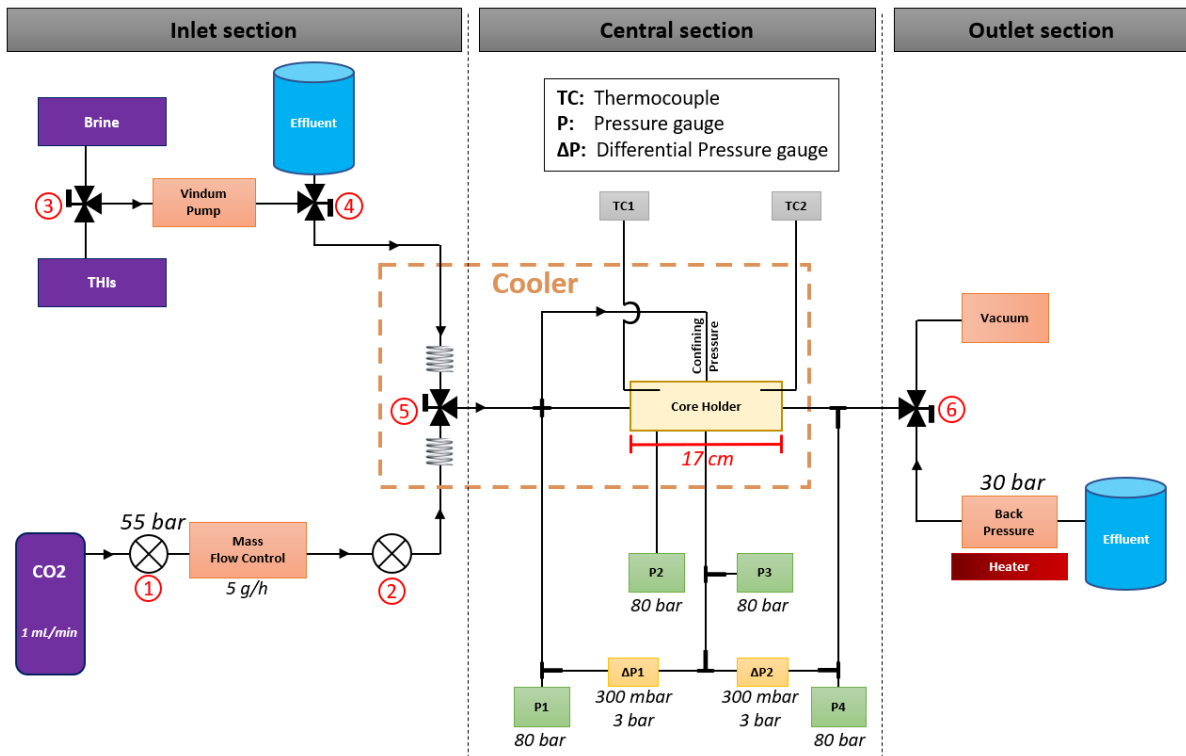 Inlet section
Central section
Outlet section
TC: Thermocouple
P: Pressure gauge
ΔP: Differential Pressure gauge
Brine
Effluent
3
Vindum
Pump
4
THIs
TC1
TC2
Cooler
Confining
Pressure
Vacuum
5
Core Holder
6
17 cm
30 bar
Back
Pressure
Effluent
Heater
55 bar
CO2
1 mL/min
1
Mass
Flow Control
5 g/h
2
P2
80 bar
P3
80 bar
ΔP1
300 mbar
3 bar
ΔP2
300 mbar
3 bar
P1
80 bar
P4
80 bar